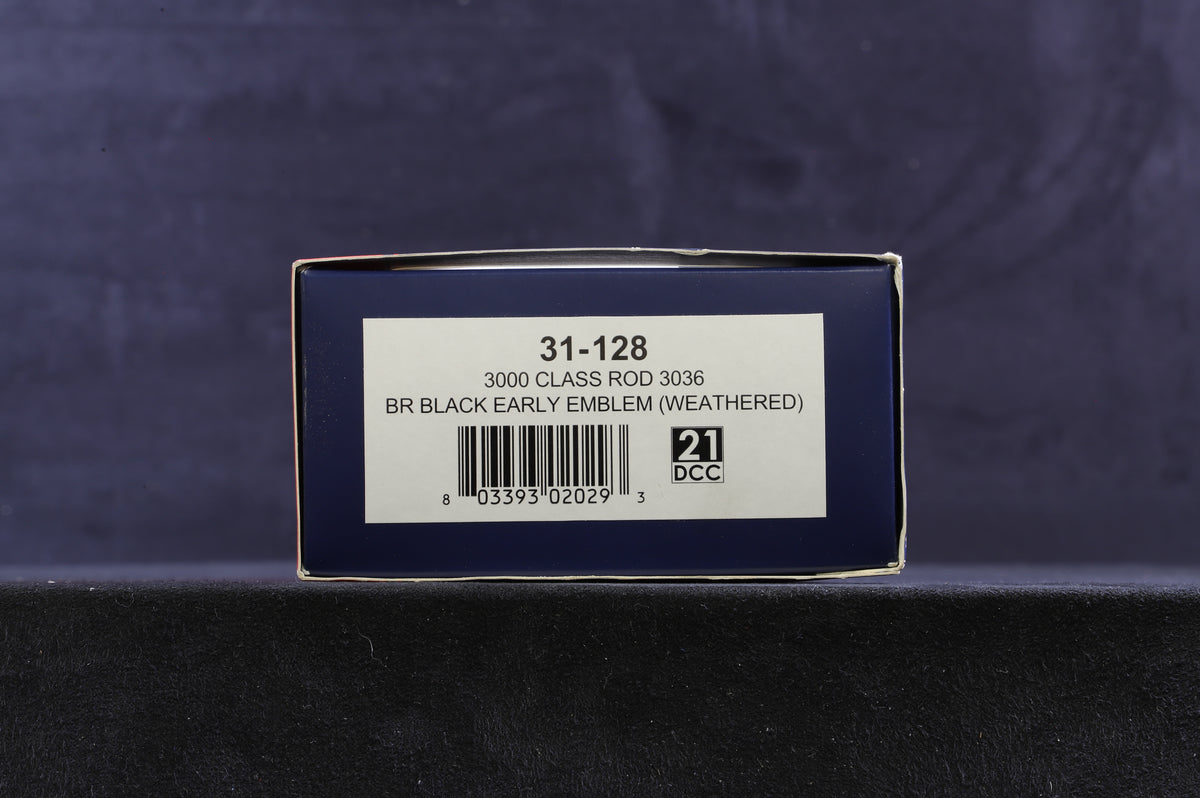 31-128
3000 CLASS ROD 3036
BR BLACK EARLY EMBLEM (WEATHERED)
21
DCC
8 03393 02029 3